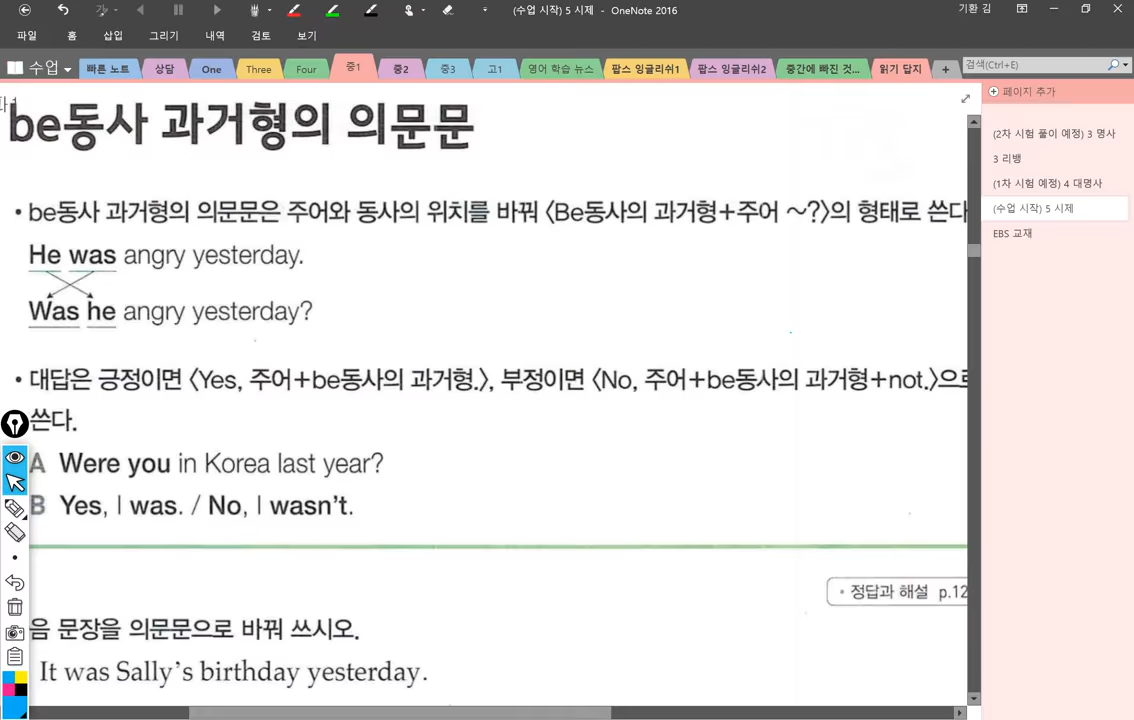 (수업 시작) 5 시제 - OneNote 2016
기환 김
파일 홈 삽입 그리기 내역 검토 보기
수업 빠른 노트 상담 One Three Four 중1 중2 중3 고1 영어 학습 뉴스 팝스 잉글리쉬1 팝스 잉글리쉬2 중간에 빠진 것... 읽기 답지 + 검색(Ctrl+E)
페이지 추가
(2차 시험 풀이 예정) 3 명사
3 리뱅
(1차 시험 예정) 4 대명사
(수업 시작) 5 시제
EBS 교재
be동사 과거형의 의문문
• be동사 과거형의 의문문은 주어와 동사의 위치를 바꿔 〈Be동사의 과거형+주어 ~?〉의 형태로 쓴다
He was angry yesterday.
Was he angry yesterday?
• 대답은 긍정이면 〈Yes, 주어+be동사의 과거형.〉, 부정이면 〈No, 주어+be동사의 과거형+not.〉으로
쓴다.
A Were you in Korea last year?
B Yes, I was. / No, I wasn't.
• 정답과 해설 p.12
음 문장을 의문문으로 바꿔 쓰시오.
It was Sally's birthday yesterday.